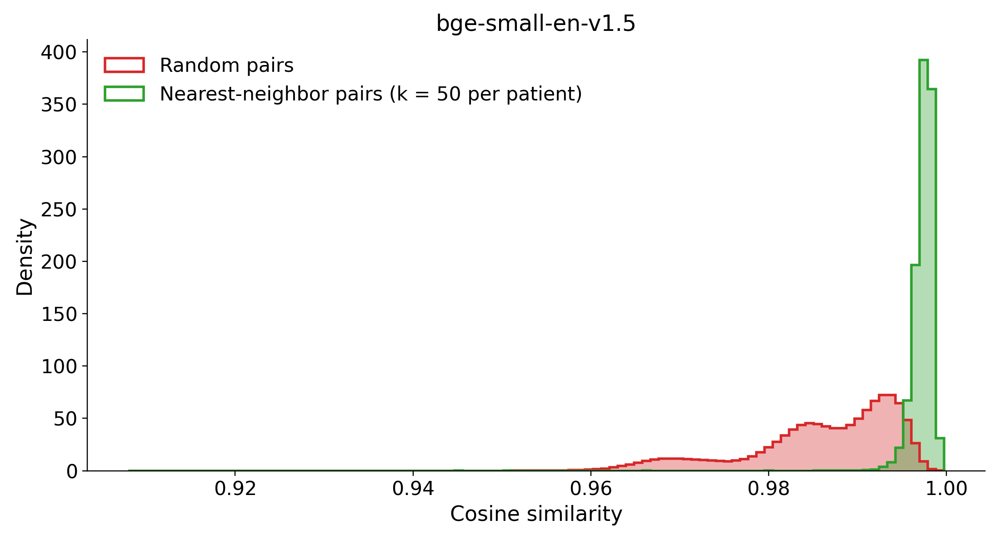 bge-small-en-v1.5
Random pairs
Nearest-neighbor pairs (k = 50 per patient)
400
350
300
250
200
150
100
50
0
Density
0.92 0.94 0.96 0.98 1.00
Cosine similarity